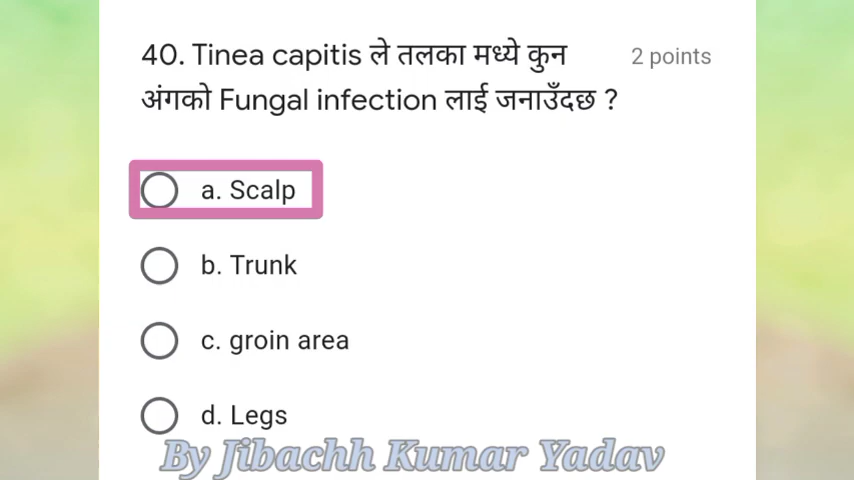 40. Tinea capitis ले तलका मध्ये कुन 2 points
अंगको Fungal infection लाई जनाउँदछ ?
a. Scalp
b. Trunk
c. groin area
d. Legs
By Jibachh Kumar Yadav